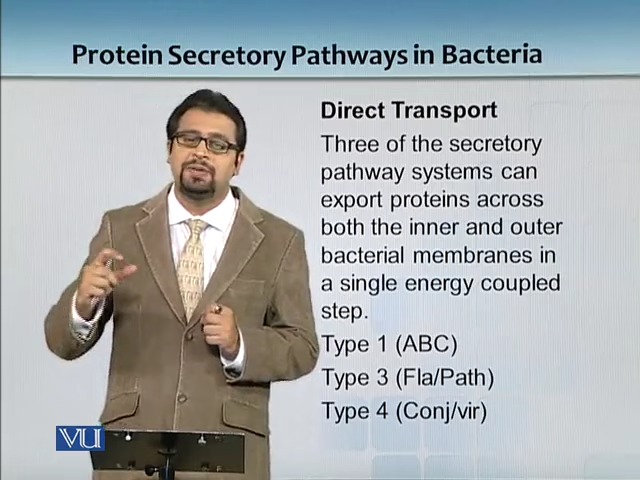 Protein Secretory Pathways in Bacteria
Direct Transport
Three of the secretory
pathway systems can
export proteins across
both the inner and outer
bacterial membranes in
a single energy coupled
step.
Type 1 (ABC)
Type 3 (Fla/Path)
Type 4 (Conj/vir)
VU